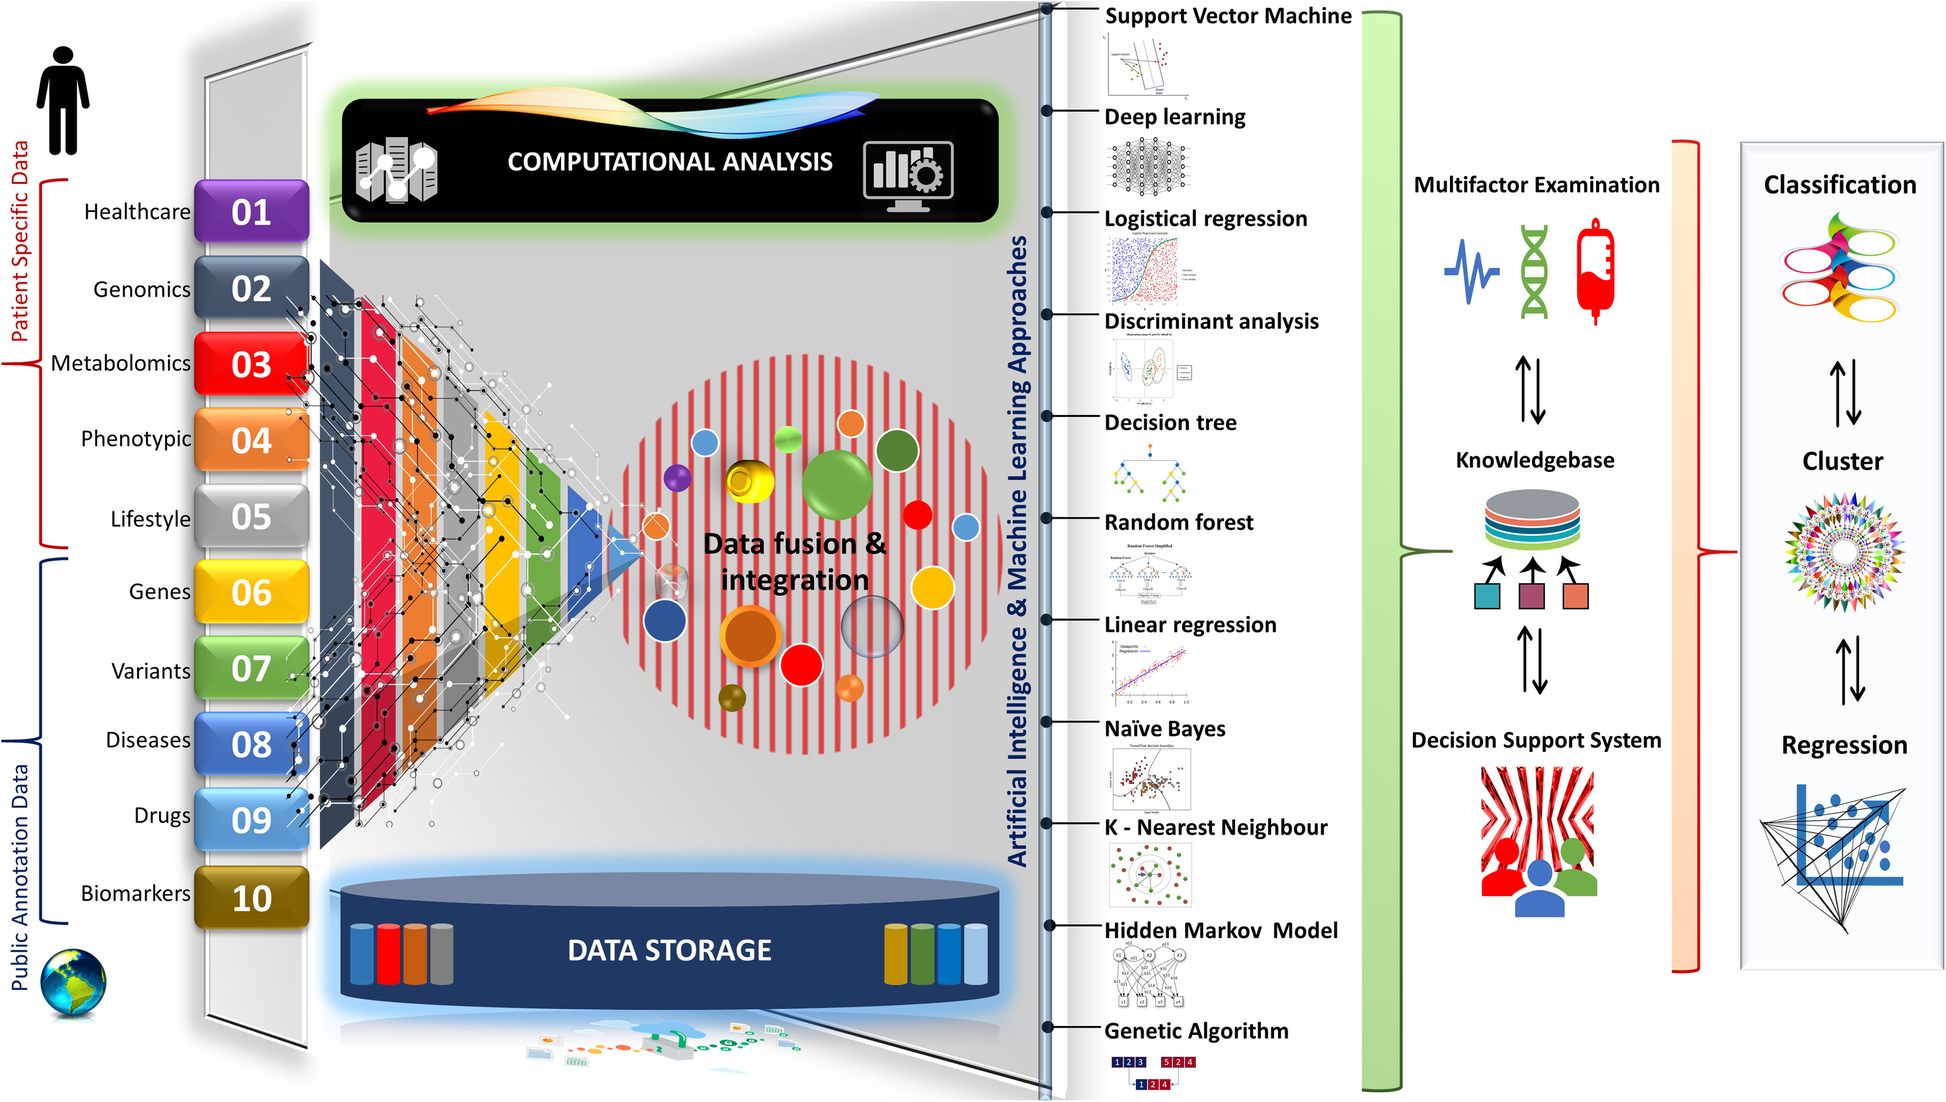 Patient Specific Data
Public Annotation Data
Healthcare 01
Genomics 02
Metabolomics 03
Phenotypic 04
Lifestyle 05
Genes 06
Variants 07
Diseases 08
Drugs 09
Biomarkers 10
COMPUTATIONAL ANALYSIS
Data fusion &
integration
DATA STORAGE
Artificial Intelligence & Machine Learning Approaches
Support Vector Machine
Deep learning
Logistical regression
Discriminant analysis
Decision tree
Random forest
Random Forest Simplified
Linear regression
Naïve Bayes
K - Nearest Neighbour
Hidden Markov Model
Genetic Algorithm
1 2 3 5 2 4
1 2 4
Multifactor Examination
Knowledgebase
Decision Support System
Classification
Cluster
Regression